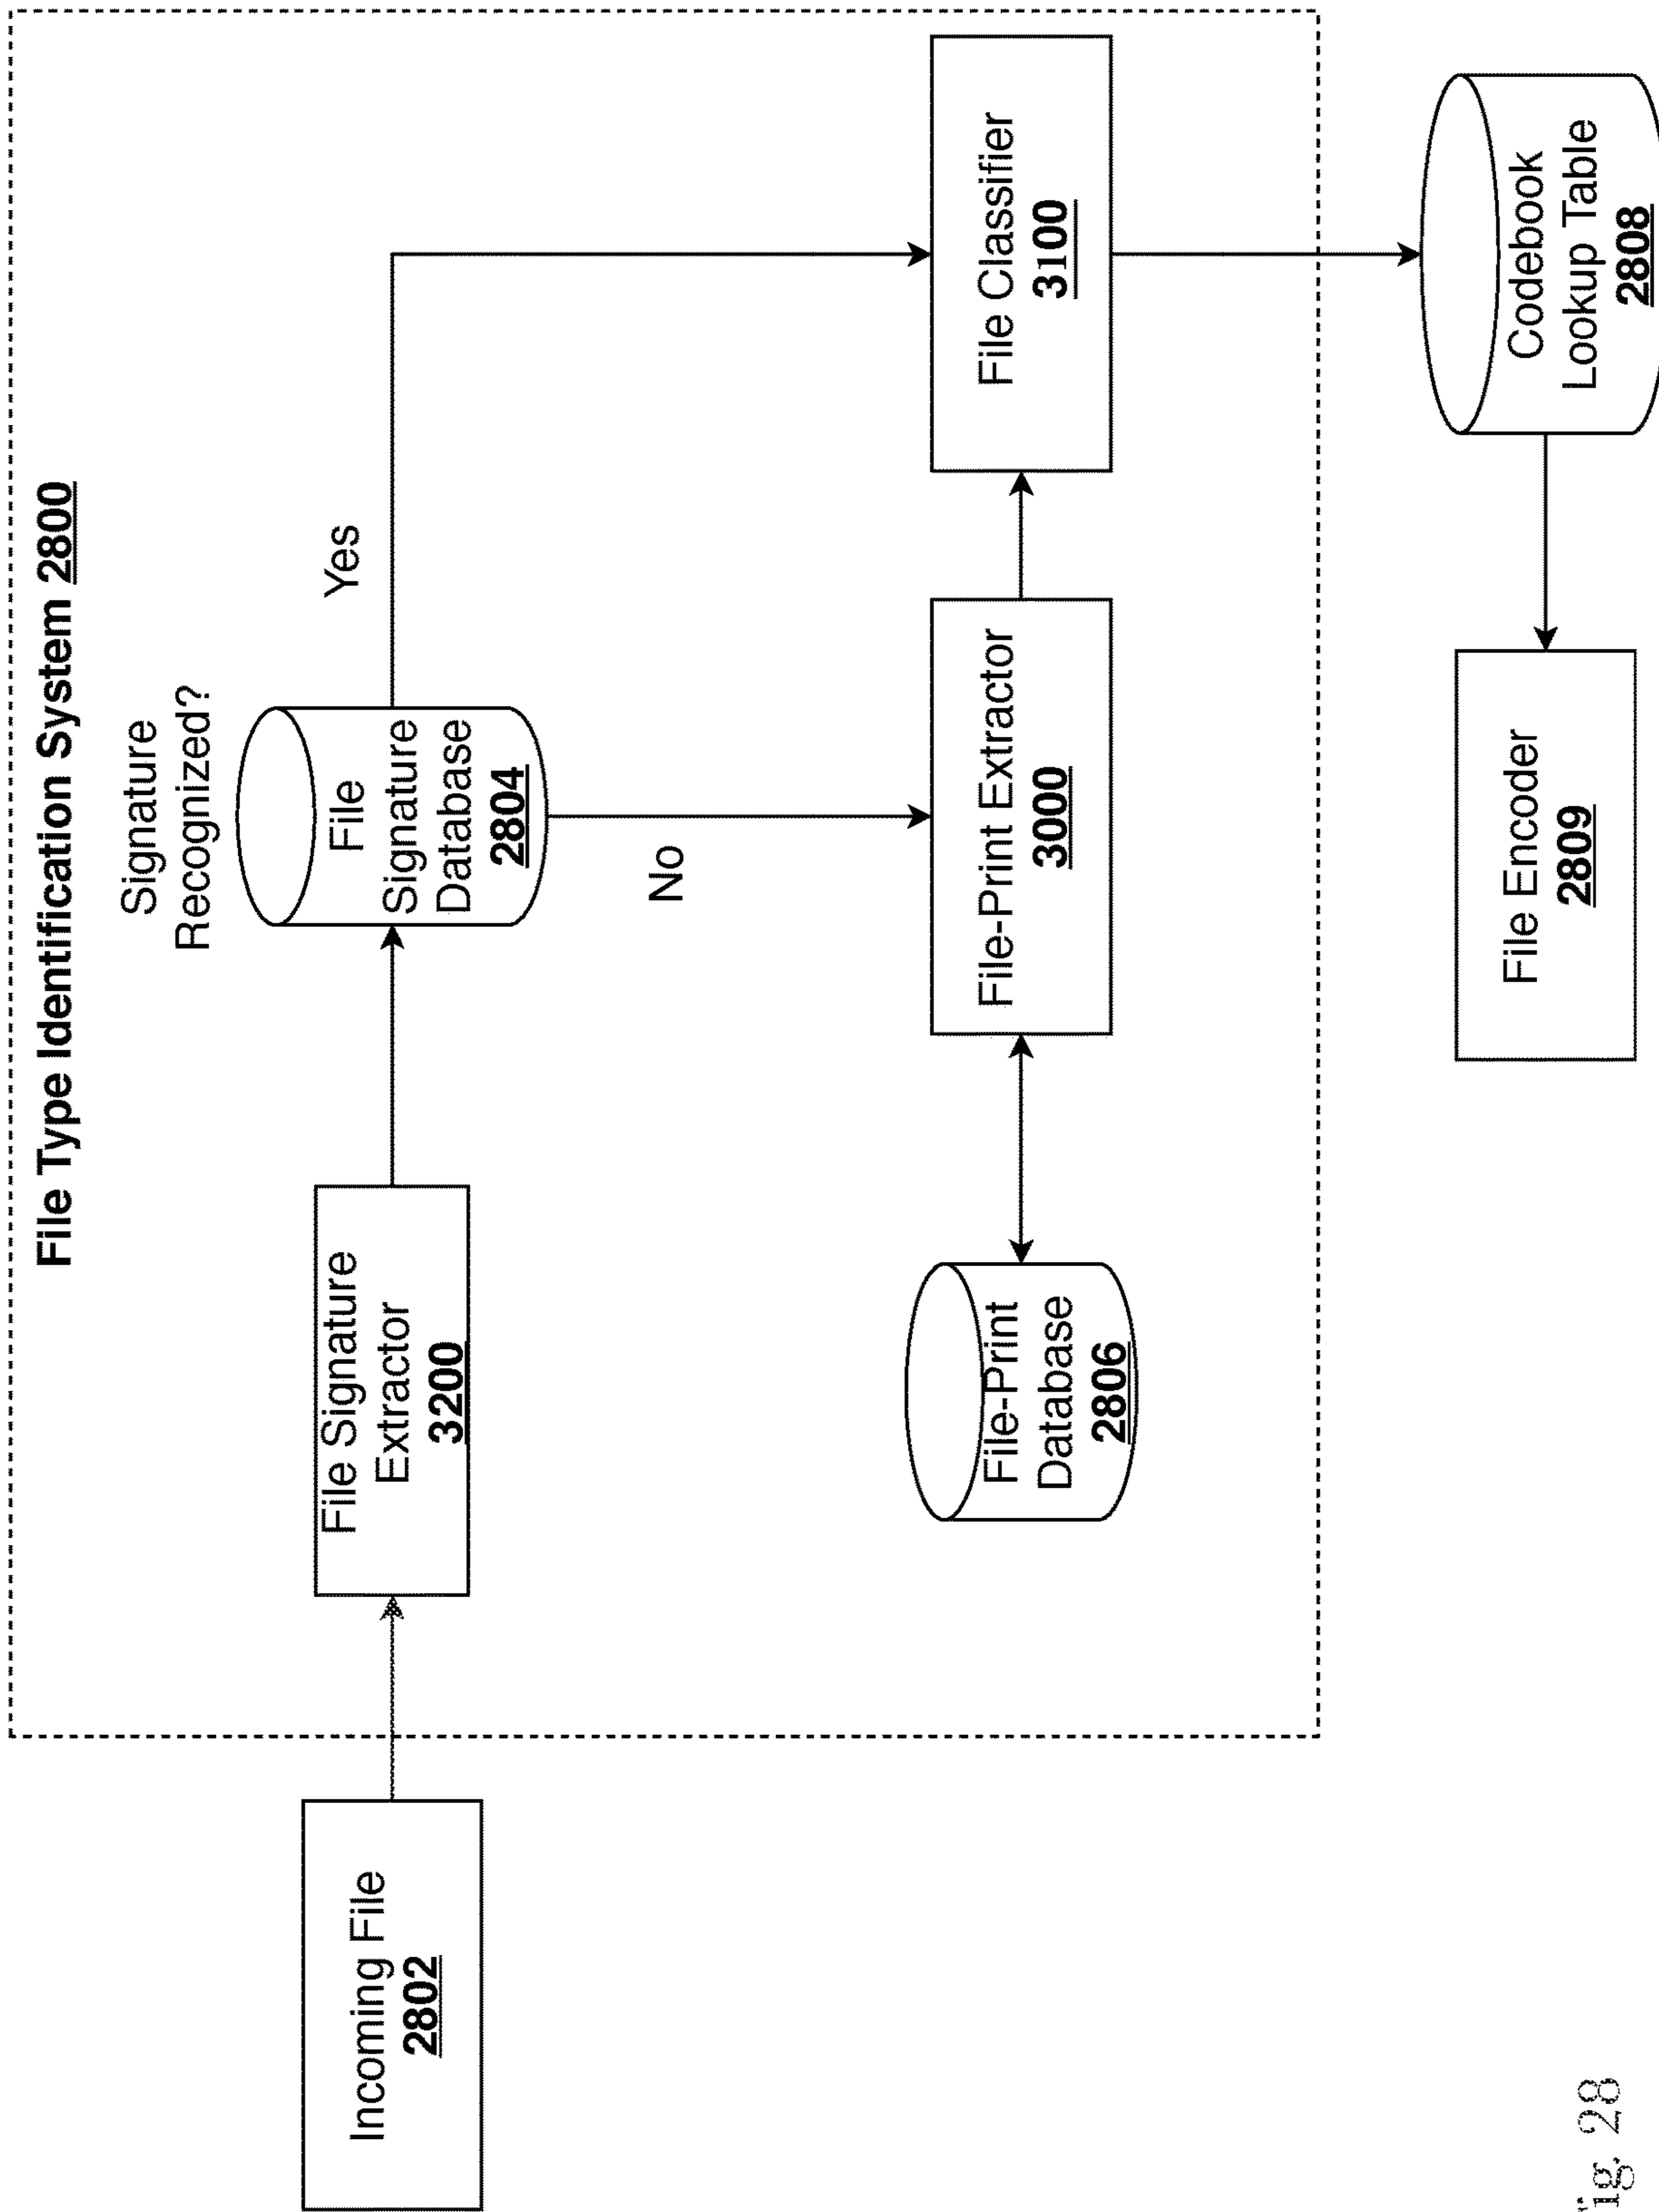 File Type Identification System 2800
Signature
Recognized?
Incoming File
2802
File Signature
Extractor
3200
File
Signature
Database
2804
Yes
No
File-Print
Database
2806
File-Print Extractor
3000
File Classifier
3100
File Encoder
2809
Codebook
Lookup Table
2808
ig. 28